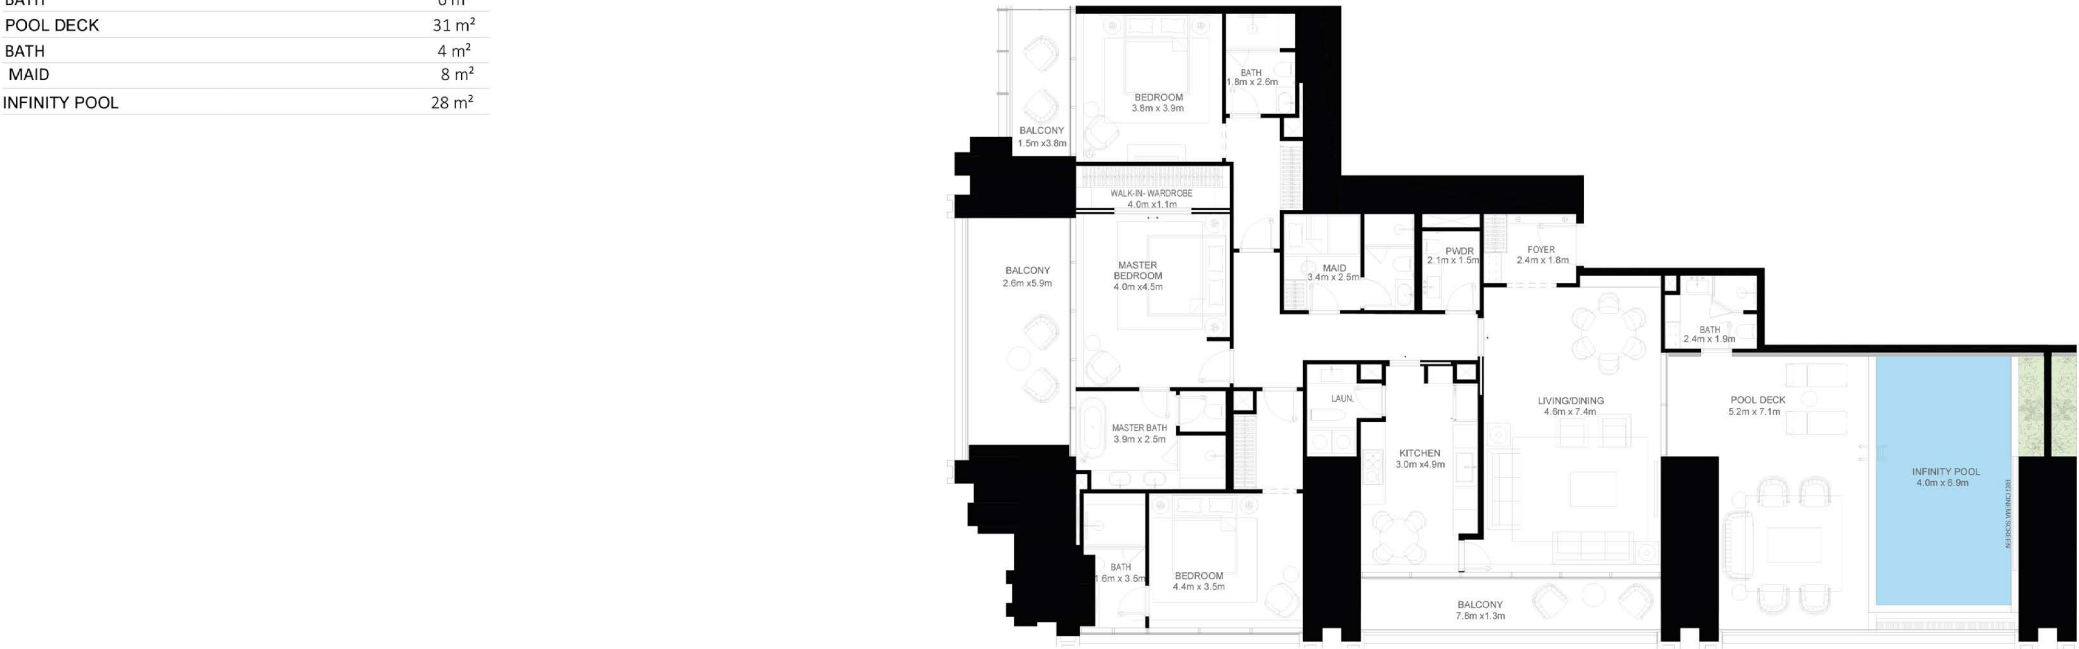 POOL DECK 31 m²
BATH 4 m²
MAID 8 m²
INFINITY POOL 28 m²
BATH
1.8m x 2.6m
BEDROOM
3.8m x 3.9m
BALCONY
1.5m x3.8m
WALK-IN- WARDROBE
4.0m x1.1m
BALCONY
2.6m x5.9m
MASTER
BEDROOM
4.0m x4.5m
MAID
3.4m x 2.5m
PWDR
2.1m x 1.5m
FOYER
2.4m x 1.8m
BATH
2.4m x 1.9m
LAUN.
LIVING/DINING
4.6m x 7.4m
POOL DECK
5.2m x 7.1m
MASTER BATH
3.9m x 2.5m
KITCHEN
3.0m x4.9m
INFINITY POOL
4.0m x 6.9m
BATH
1.6m x 3.5m
BEDROOM
4.4m x 3.5m
BALCONY
7.8m x1.3m